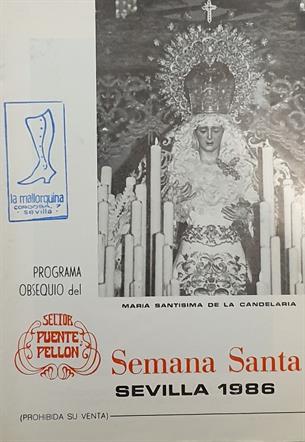 la mallorquina
CORDOBA, 7
- sevilla -
MARIA SANTISIMA DE LA CANDELARIA
PROGRAMA
OBSEQUIO del
SECTOR
PUENTE
PELLON
Semana Santa
SEVILLA 1986
(PROHIBIDA SU VENTA)